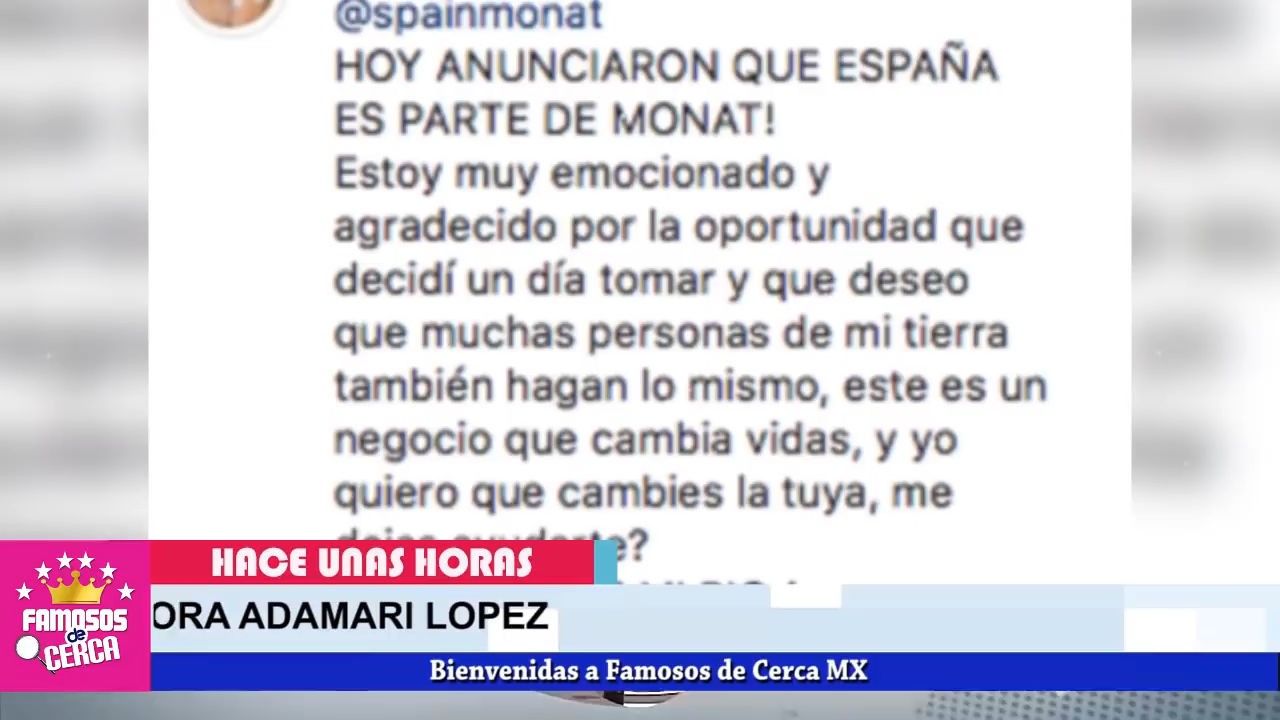 @spainmonat
HOY ANUNCIARON QUE ESPAÑA
ES PARTE DE MONAT!
Estoy muy emocionado y
agradecido por la oportunidad que
decidí un día tomar y que deseo
que muchas personas de mi tierra
también hagan lo mismo, este es un
negocio que cambia vidas, y yo
quiero que cambies la tuya, me
HACE UNAS HORAS
ORA ADAMARI LOPEZ
FAMOSOS
de
CERCA
Bienvenidas a Famosos de Cerca MX